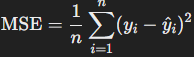 MSE = \frac{1}{n} \sum_{i=1}^{n} (y_i - \hat{y}_i)^2